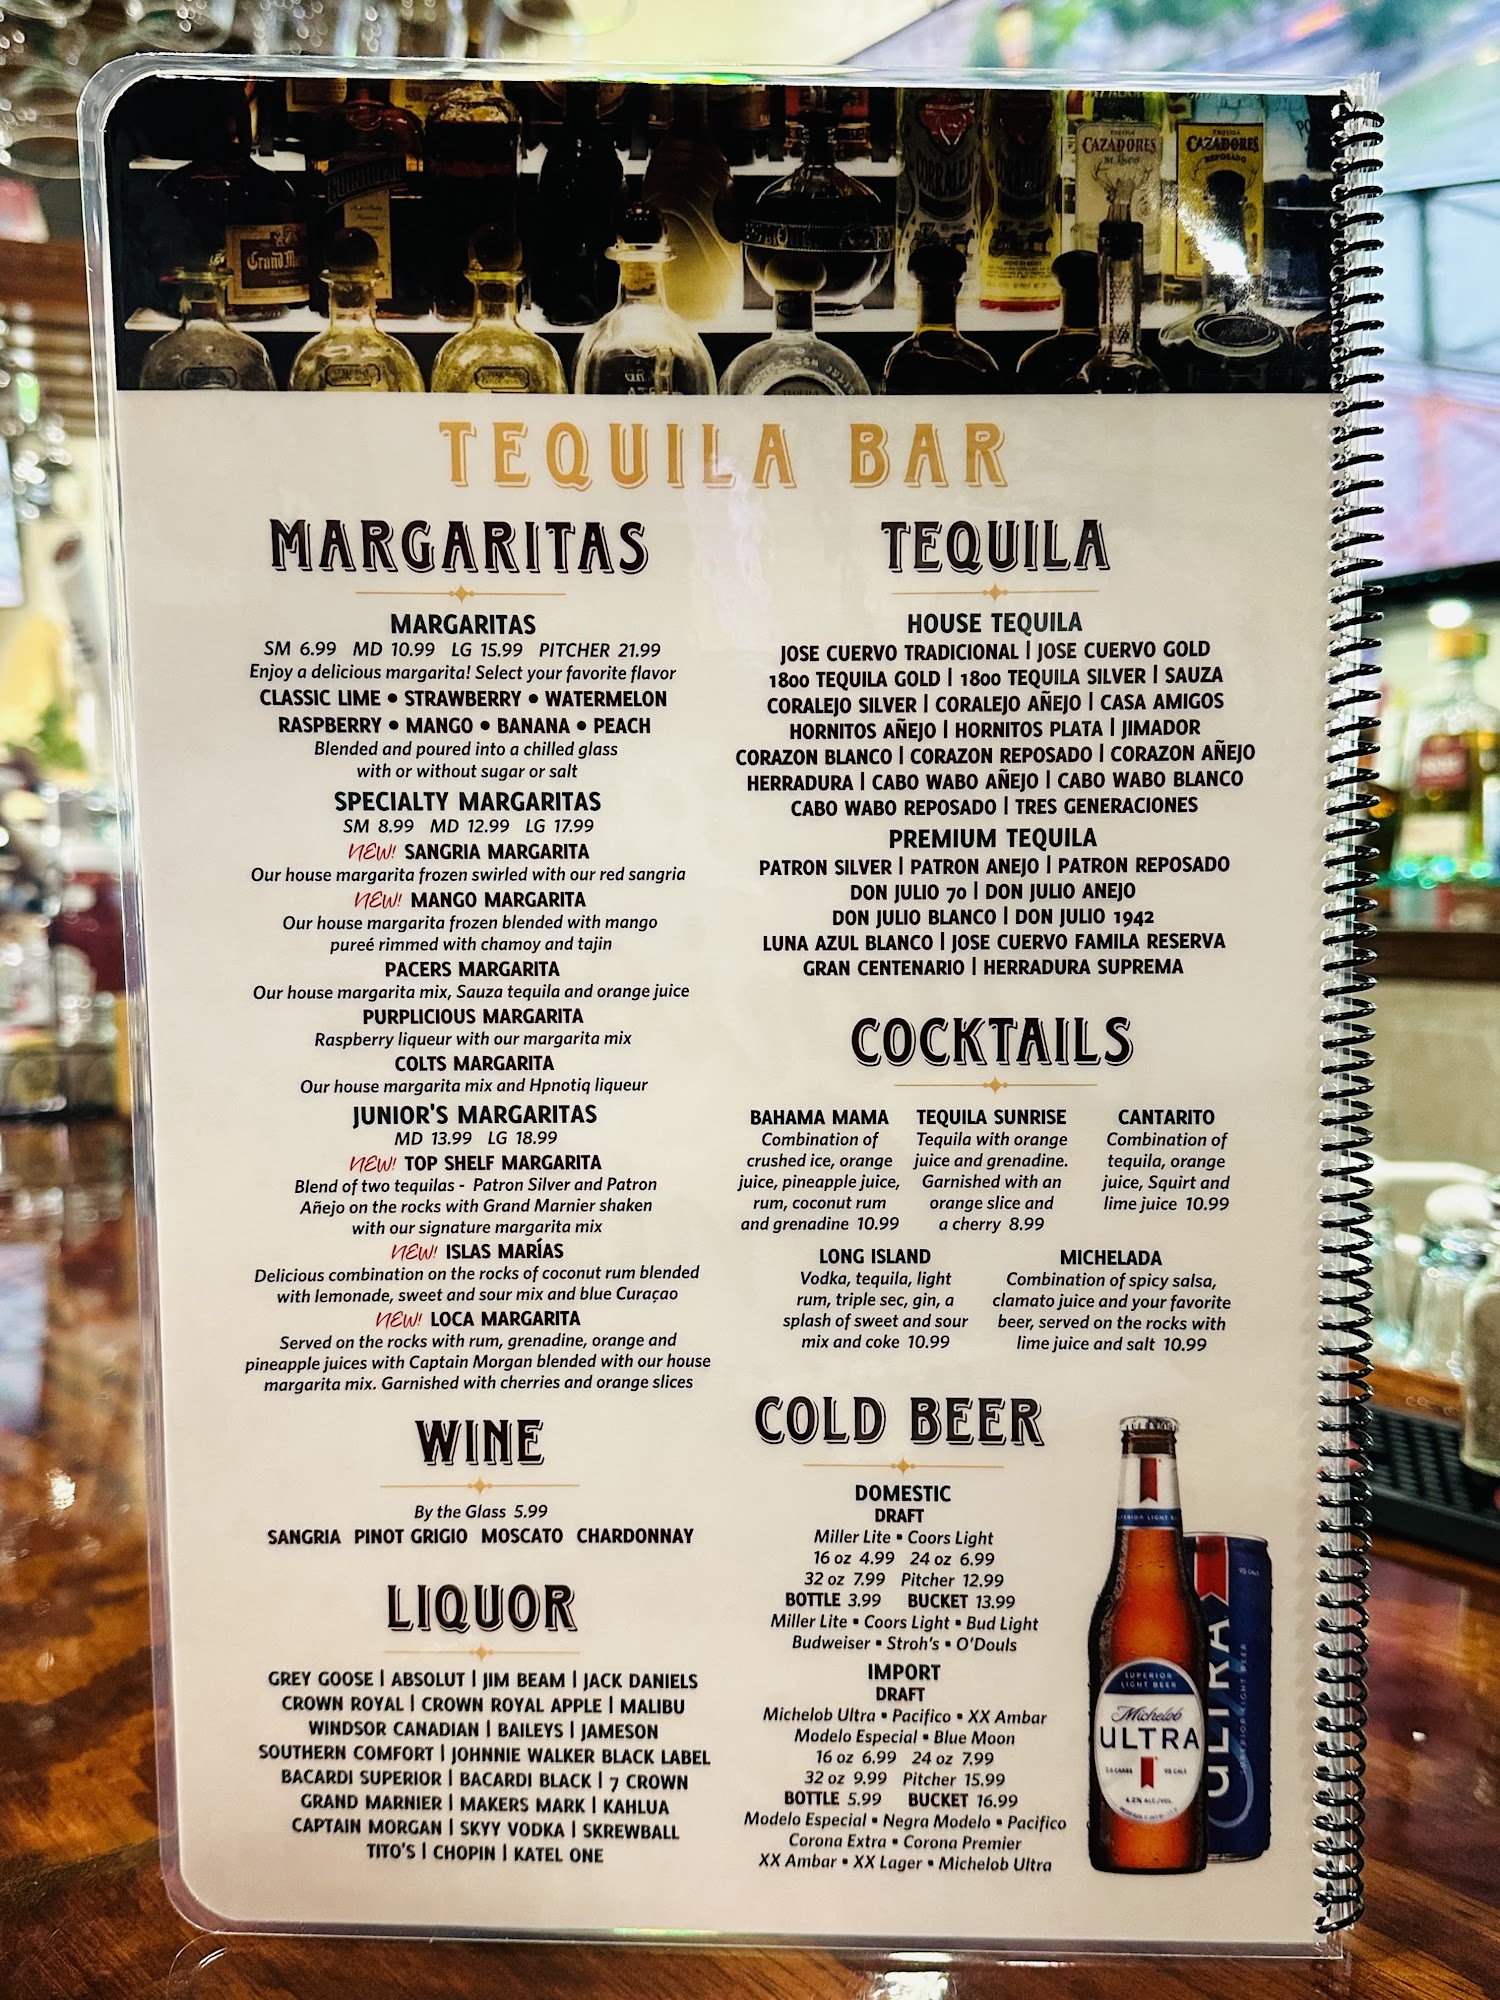 Grand Ma
COINTREAU
CAZADORES
CAZADORES
REPOSADO
TEQUILA BAR
MARGARITAS
MARGARITAS
SM 6.99 MD 10.99 LG 15.99 PITCHER 21.99
Enjoy a delicious margarita! Select your favorite flavor
CLASSIC LIME • STRAWBERRY • WATERMELON
RASPBERRY • MANGO • BANANA • PEACH
Blended and poured into a chilled glass
with or without sugar or salt
SPECIALTY MARGARITAS
SM 8.99 MD 12.99 LG 17.99
NEW! SANGRIA MARGARITA
Our house margarita frozen swirled with our red sangria
NEW! MANGO MARGARITA
Our house margarita frozen blended with mango
pureé rimmed with chamoy and tajin
PACERS MARGARITA
Our house margarita mix, Sauza tequila and orange juice
PURPLICIOUS MARGARITA
Raspberry liqueur with our margarita mix
COLTS MARGARITA
Our house margarita mix and Hpnotiq liqueur
JUNIOR'S MARGARITAS
MD 13.99 LG 18.99
NEW! TOP SHELF MARGARITA
Blend of two tequilas - Patron Silver and Patron
Añejo on the rocks with Grand Marnier shaken
with our signature margarita mix
NEW! ISLAS MARÍAS
Delicious combination on the rocks of coconut rum blended
with lemonade, sweet and sour mix and blue Curaçao
NEW! LOCA MARGARITA
Served on the rocks with rum, grenadine, orange and
pineapple juices with Captain Morgan blended with our house
margarita mix. Garnished with cherries and orange slices
WINE
By the Glass 5.99
SANGRIA PINOT GRIGIO MOSCATO CHARDONNAY
LIQUOR
GREY GOOSE | ABSOLUT | JIM BEAM | JACK DANIELS
CROWN ROYAL | CROWN ROYAL APPLE | MALIBU
WINDSOR CANADIAN | BAILEYS | JAMESON
SOUTHERN COMFORT | JOHNNIE WALKER BLACK LABEL
BACARDI SUPERIOR | BACARDI BLACK | 7 CROWN
GRAND MARNIER | MAKERS MARK | KAHLUA
CAPTAIN MORGAN | SKYY VODKA | SKREWBALL
TITO'S | CHOPIN | KATEL ONE
TEQUILA
HOUSE TEQUILA
JOSE CUERVO TRADICIONAL | JOSE CUERVO GOLD
1800 TEQUILA GOLD | 1800 TEQUILA SILVER | SAUZA
CORALEJO SILVER | CORALEJO AÑEJO | CASA AMIGOS
HORNITOS AÑEJO | HORNITOS PLATA | JIMADOR
CORAZON BLANCO | CORAZON REPOSADO | CORAZON AÑEJO
HERRADURA | CABO WABO AÑEJO | CABO WABO BLANCO
CABO WABO REPOSADO | TRES GENERACIONES
PREMIUM TEQUILA
PATRON SILVER | PATRON ANEJO | PATRON REPOSADO
DON JULIO 70 | DON JULIO ANEJO
DON JULIO BLANCO | DON JULIO 1942
LUNA AZUL BLANCO | JOSE CUERVO FAMILA RESERVA
GRAN CENTENARIO | HERRADURA SUPREMA
COCKTAILS
BAHAMA MAMA
Combination of
crushed ice, orange
juice, pineapple juice,
rum, coconut rum
and grenadine 10.99
TEQUILA SUNRISE
Tequila with orange
juice and grenadine.
Garnished with an
orange slice and
a cherry 8.99
CANTARITO
Combination of
tequila, orange
juice, Squirt and
lime juice 10.99
LONG ISLAND
Vodka, tequila, light
rum, triple sec, gin, a
splash of sweet and sour
mix and coke 10.99
MICHELADA
Combination of spicy salsa,
clamato juice and your favorite
beer, served on the rocks with
lime juice and salt 10.99
COLD BEER
DOMESTIC
DRAFT
Miller Lite ▪ Coors Light
16 oz 4.99 24 oz 6.99
32 oz 7.99 Pitcher 12.99
BOTTLE 3.99 BUCKET 13.99
Miller Lite ▪ Coors Light ▪ Bud Light
Budweiser ▪ Stroh's ▪ O'Douls
IMPORT
DRAFT
Michelob Ultra ▪ Pacifico ▪ XX Ambar
Modelo Especial ▪ Blue Moon
16 oz 6.99 24 oz 7.99
32 oz 9.99 Pitcher 15.99
BOTTLE 5.99 BUCKET 16.99
Modelo Especial ▪ Negra Modelo ▪ Pacifico
Corona Extra ▪ Corona Premier
XX Ambar ▪ XX Lager ▪ Michelob Ultra
SUPERIOR
LIGHT BEER
Michelob
ULTRA
4.2% ALC./VOL.
ULTRA
SUPERIOR LIGHT BEER